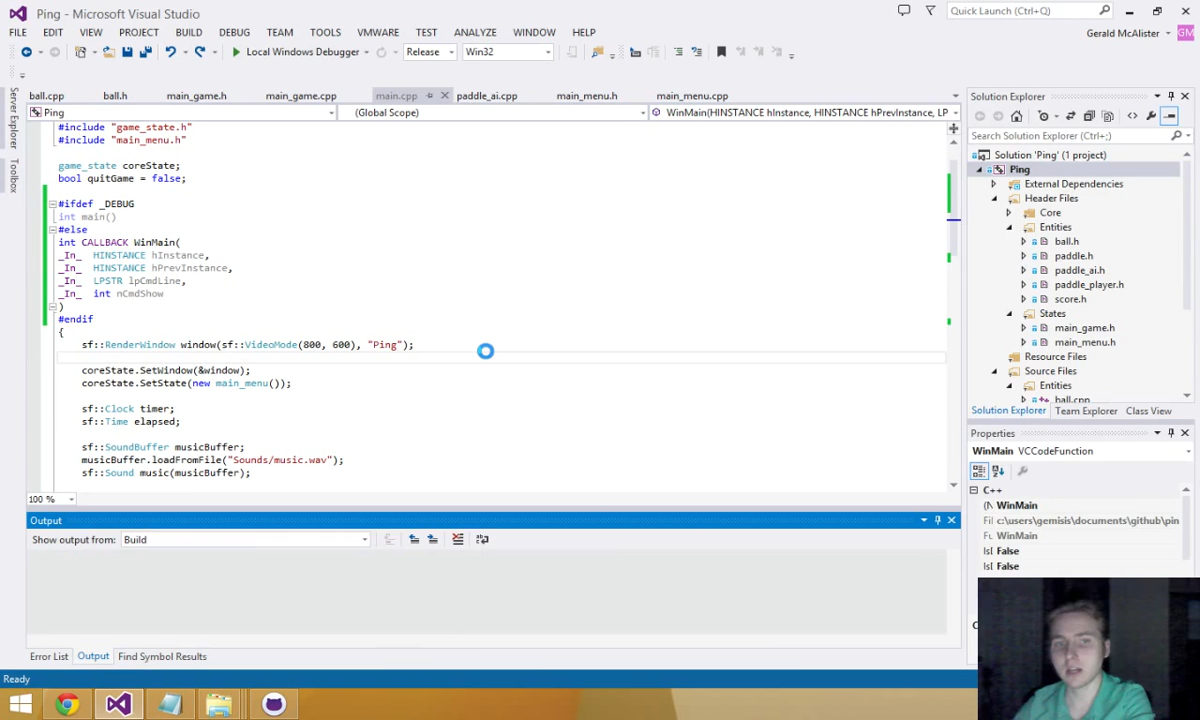 Ping - Microsoft Visual Studio
Quick Launch (Ctrl+;)
FILE EDIT VIEW PROJECT BUILD DEBUG TEAM TOOLS VMWARE TEST ANALYZE WINDOW HELP
Gerald McAlister GM
Local Windows Debugger Release Win32
Server Explorer
Toolbox
ball.cpp ball.h main_game.h main_game.cpp main.cpp paddle_ai.cpp main_menu.h main_menu.cpp
Ping (Global Scope) WinMain(HINSTANCE hInstance, HINSTANCE hPrevInstance, LP
#include "game_state.h"
#include "main_menu.h"
game_state coreState;
bool quitGame = false;
#ifdef _DEBUG
int main()
#else
int CALLBACK WinMain(
_In_ HINSTANCE hInstance,
_In_ HINSTANCE hPrevInstance,
_In_ LPSTR lpCmdLine,
_In_ int nCmdShow
)
#endif
{
sf::RenderWindow window(sf::VideoMode(800, 600), "Ping");
coreState.SetWindow(&window);
coreState.SetState(new main_menu());
sf::Clock timer;
sf::Time elapsed;
sf::SoundBuffer musicBuffer;
musicBuffer.loadFromFile("Sounds/music.wav");
sf::Sound music(musicBuffer);
100 %
Output
Show output from: Build
Error List Output Find Symbol Results
Ready
Solution Explorer
Search Solution Explorer (Ctrl+;)
Solution 'Ping' (1 project)
Ping
External Dependencies
Header Files
Core
Entities
ball.h
paddle.h
paddle_ai.h
paddle_player.h
score.h
States
main_game.h
main_menu.h
Resource Files
Source Files
Entities
ball.cpp
Solution Explorer Team Explorer Class View
Properties
WinMain VCCodeFunction
C++
(N WinMain
Fil c:\users\gemisis\documents\github\pin
Fu WinMain
Isl False
Isl False